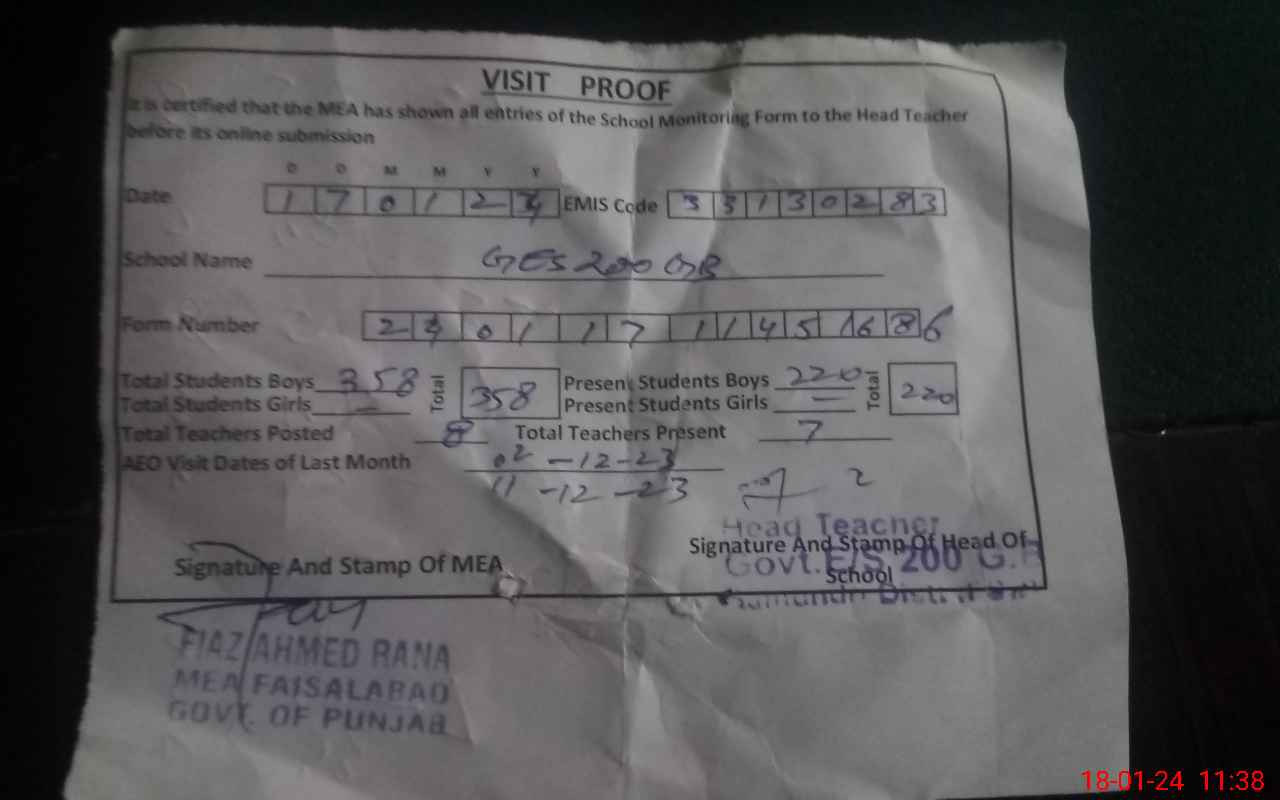 VISIT PROOF
It is certified that the MEA has shown all entries of the School Monitoring Form to the Head Teacher
before its online submission
D D M M Y Y
Date 1 7 0 1 2 4 EMIS Code 3 3 1 3 0 2 8 3
School Name GES 200 GB
Form Number 2 4 0 1 1 7 1 1 4 5 16 8 6
Total Students Boys 358 Total 358 Present Students Boys 220 Total 220
Total Students Girls — Present Students Girls —
Total Teachers Posted 8 Total Teachers Present 7
AEO Visit Dates of Last Month 02-12-23
11-12-23
Head Teacher
Signature And Stamp Of MEA Signature And Stamp Of Head Of School
Govt. E/S 200 G.B
FIAZ AHMED RANA
MEA FAISALABAD
GOVT. OF PUNJAB
18-01-24 11:38